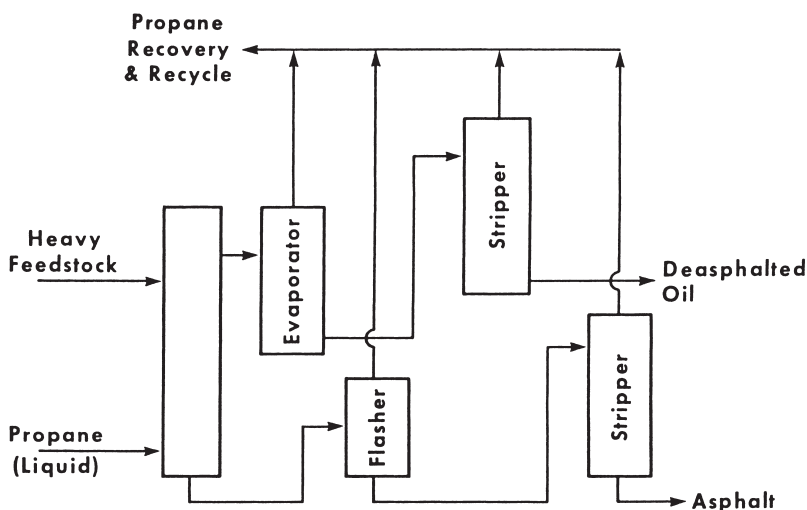 Propane
Recovery
& Recycle
Stripper
Heavy
Feedstock
Evaporator
Deasphalted
Oil
Propane
(Liquid)
Flasher
Stripper
Asphalt